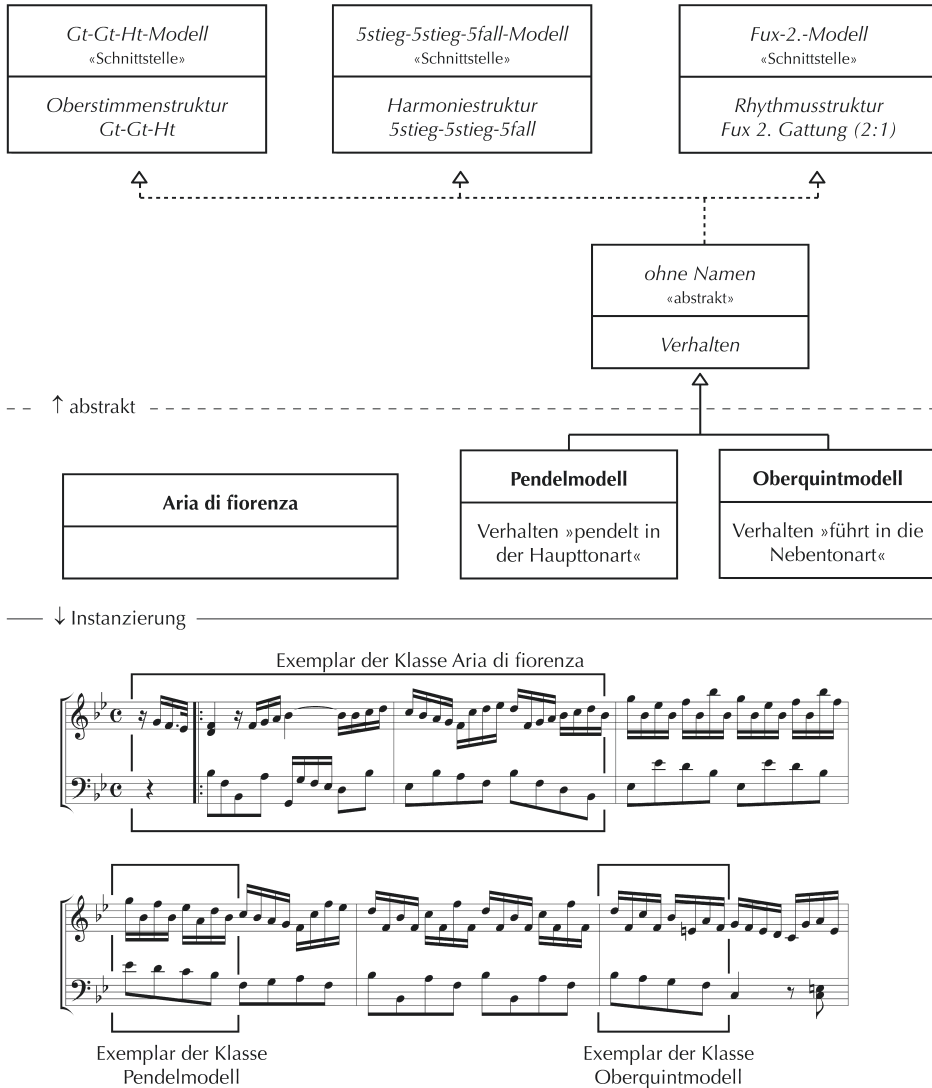 Gt-Gt-Ht-Modell
«Schnittstelle»
Oberstimmenstruktur
Gt-Gt-Ht
5stieg-5stieg-5fall-Modell
«Schnittstelle»
Harmoniestruktur
5stieg-5stieg-5fall
Fux-2.-Modell
«Schnittstelle»
Rhythmusstruktur
Fux 2. Gattung (2:1)
ohne Namen
«abstrakt»
Verhalten
↑ abstrakt
Aria di fiorenza
Pendelmodell
Verhalten »pendelt in
der Haupttonart«
Oberquintmodell
Verhalten »führt in die
Nebentonart«
↓ Instanzierung
Exemplar der Klasse Aria di fiorenza
Exemplar der Klasse
Pendelmodell
Exemplar der Klasse
Oberquintmodell